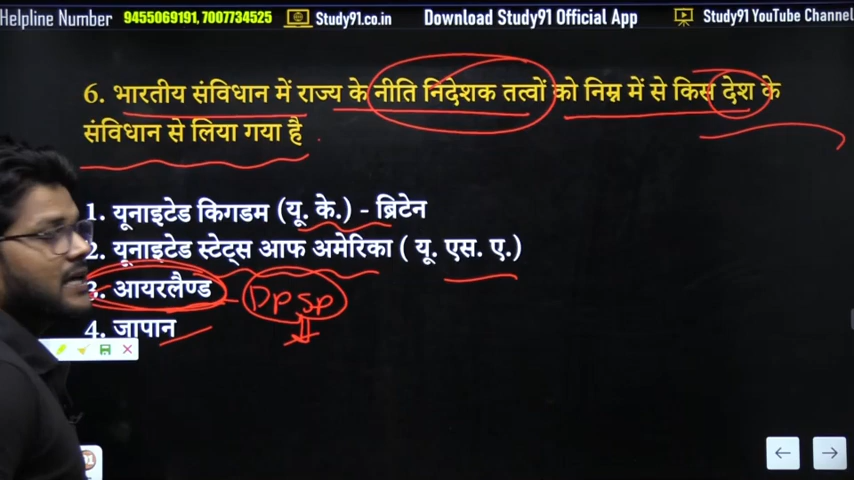 Helpline Number 9455069191, 7007734525 Study91.co.in Download Study91 Official App Study91 YouTube Channel
6. भारतीय संविधान में राज्य के नीति निदेशक तत्वों को निम्न में से किस देश के
संविधान से लिया गया है
1. यूनाइटेड किगडम (यू. के.) - ब्रिटेन
2. यूनाइटेड स्टेट्स आफ अमेरिका ( यू. एस. ए.)
3. आयरलैण्ड DPSP
4. जापान